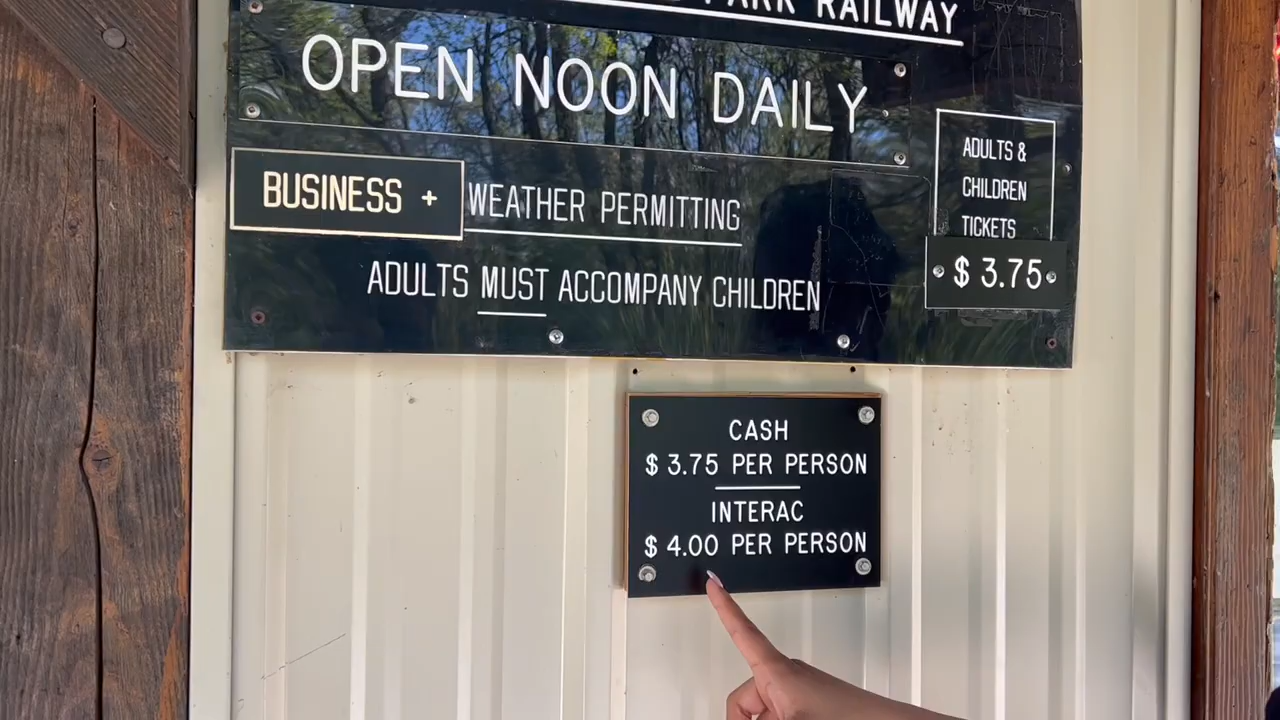 PARK RAILWAY
OPEN NOON DAILY
BUSINESS +
WEATHER PERMITTING
ADULTS MUST ACCOMPANY CHILDREN
ADULTS &
CHILDREN
TICKETS
$ 3.75
CASH
$ 3.75 PER PERSON
INTERAC
$ 4.00 PER PERSON